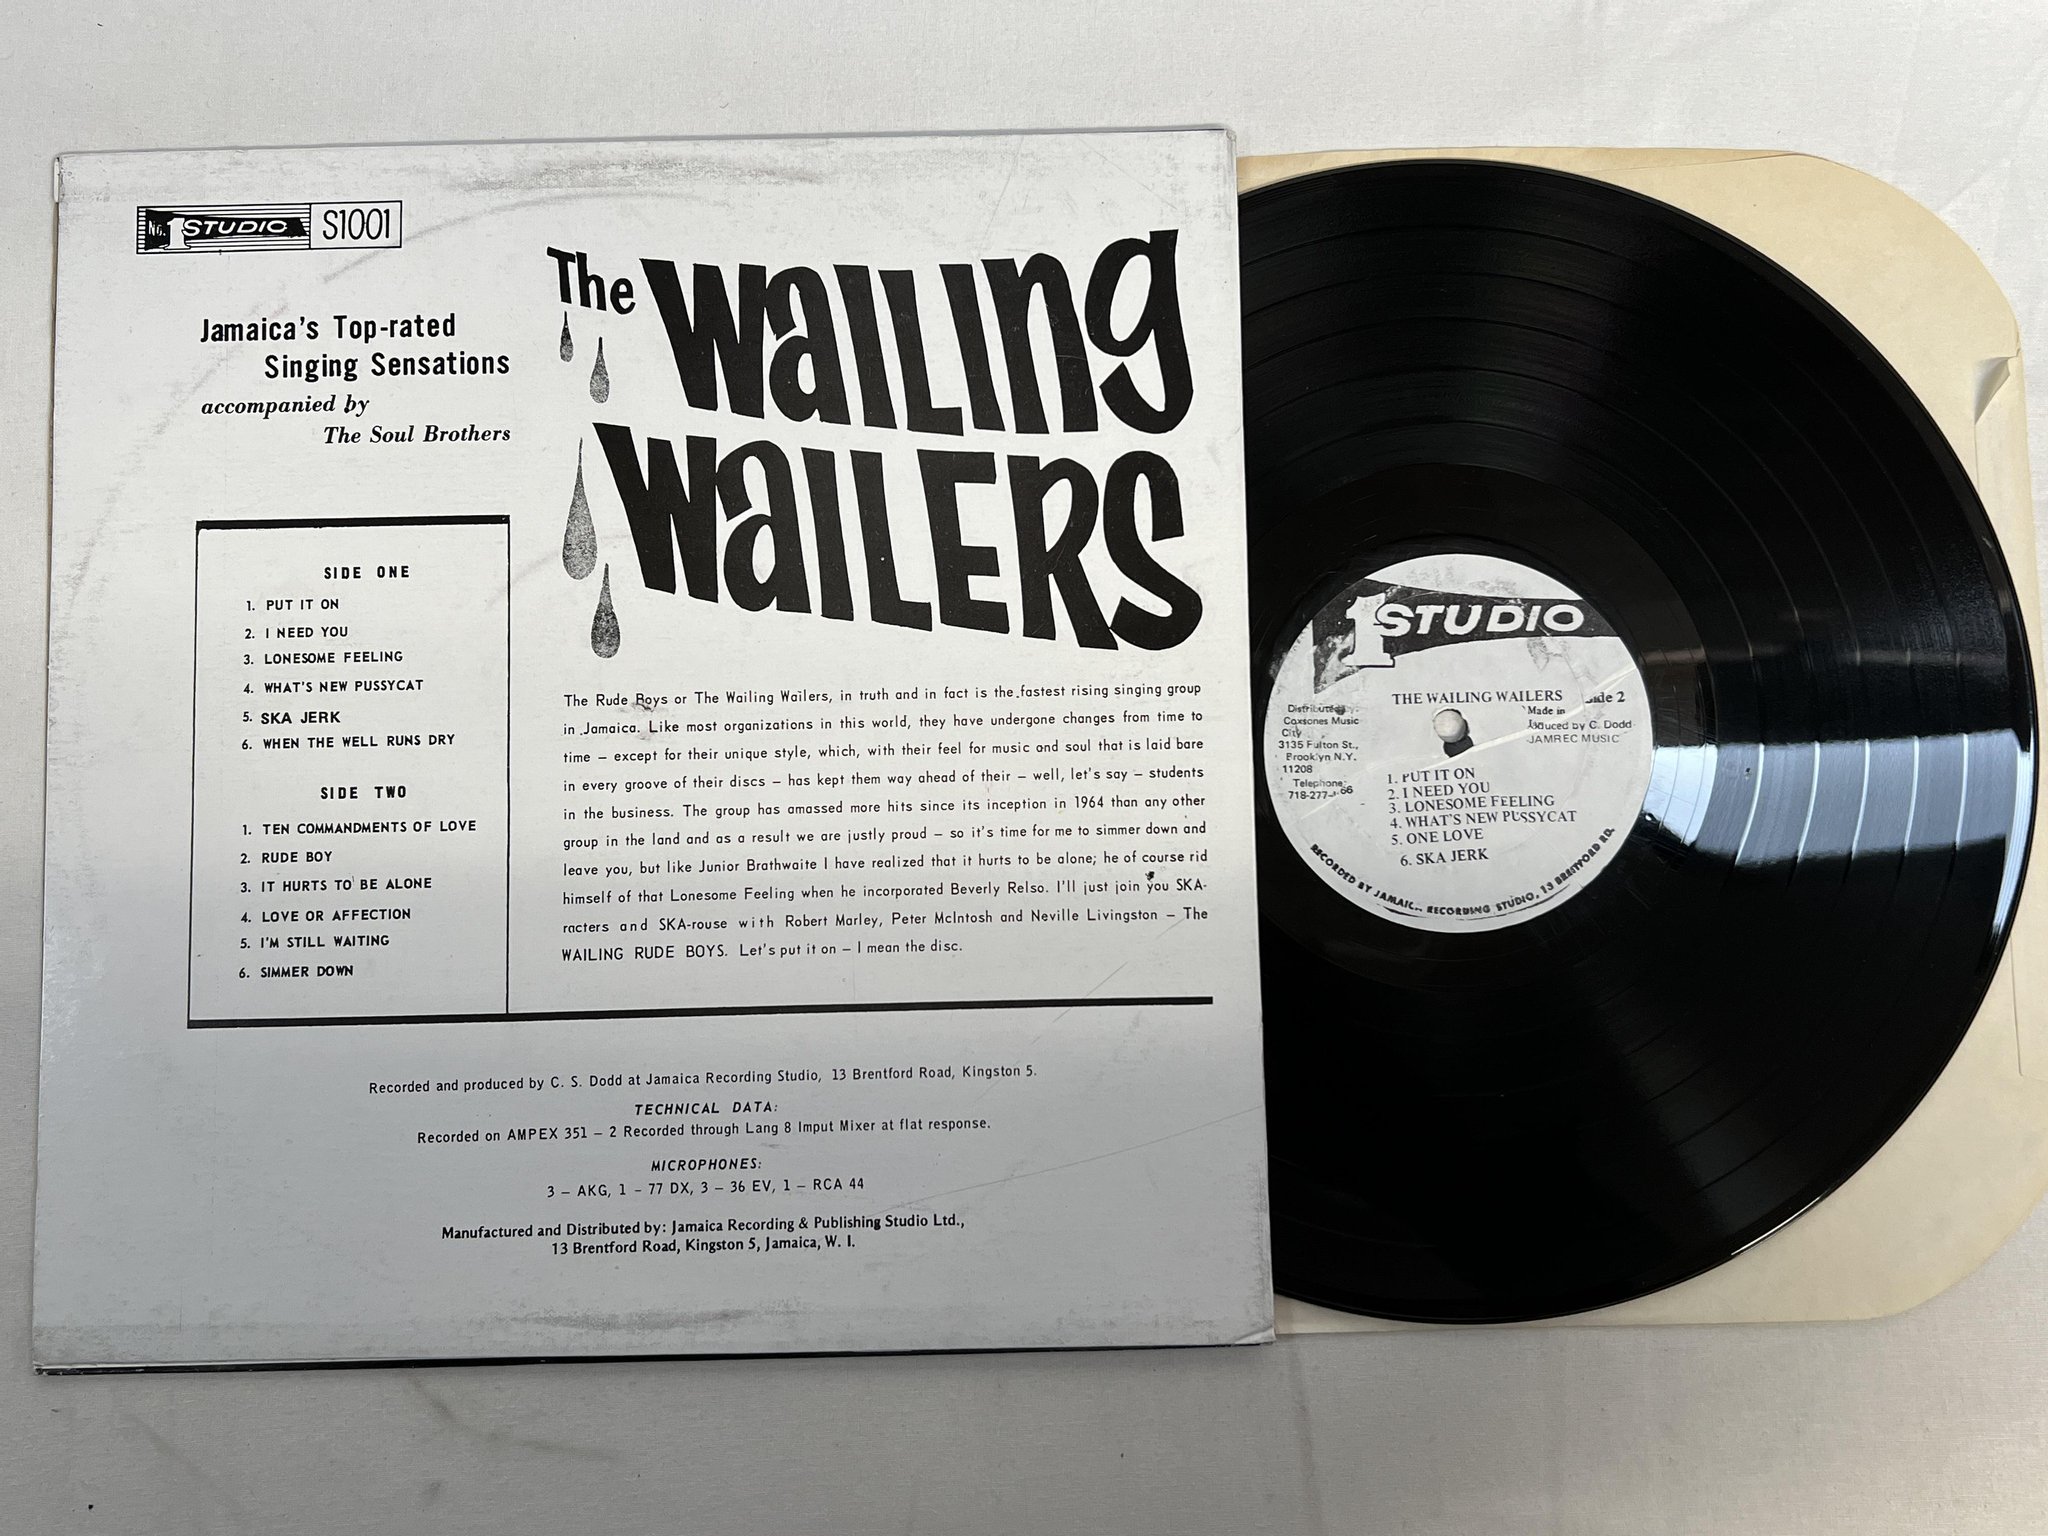 No. 1 STUDIO S1001
Jamaica's Top-rated
Singing Sensations
accompanied by
The Soul Brothers
The Wailing
Wailers
SIDE ONE
1. PUT IT ON
2. I NEED YOU
3. LONESOME FEELING
4. WHAT'S NEW PUSSYCAT
5. SKA JERK
6. WHEN THE WELL RUNS DRY
SIDE TWO
1. TEN COMMANDMENTS OF LOVE
2. RUDE BOY
3. IT HURTS TO BE ALONE
4. LOVE OR AFFECTION
5. I'M STILL WAITING
6. SIMMER DOWN
The Rude Boys or The Wailing Wailers, in truth and in fact is the fastest rising singing group
in Jamaica. Like most organizations in this world, they have undergone changes from time to
time – except for their unique style, which, with their feel for music and soul that is laid bare
in every groove of their discs – has kept them way ahead of their – well, let's say – students
in the business. The group has amassed more hits since its inception in 1964 than any other
group in the land and as a result we are justly proud – so it's time for me to simmer down and
leave you, but like Junior Brathwaite I have realized that it hurts to be alone; he of course rid
himself of that Lonesome Feeling when he incorporated Beverly Relso. I'll just join you SKA-
racters and SKA-rouse with Robert Marley, Peter McIntosh and Neville Livingston – The
WAILING RUDE BOYS. Let's put it on – I mean the disc.
Recorded and produced by C. S. Dodd at Jamaica Recording Studio, 13 Brentford Road, Kingston 5.
TECHNICAL DATA:
Recorded on AMPEX 351 – 2 Recorded through Lang 8 Imput Mixer at flat response.
MICROPHONES:
3 – AKG, 1 – 77 DX, 3 – 36 EV, 1 – RCA 44
Manufactured and Distributed by: Jamaica Recording & Publishing Studio Ltd.,
13 Brentford Road, Kingston 5, Jamaica, W. I.
1 STUDIO
THE WAILING WAILERS
2
Distributed by:
Coxsones Music
City
3135 Fulton St.,
Brooklyn N.Y.
11208
Telephone:
Made in
by C. Dodd
JAMREC MUSIC
1. PUT IT ON
2. I NEED YOU
3. LONESOME FEELING
4. WHAT'S NEW PUSSYCAT
5. ONE LOVE
6. SKA JERK
RECORDED BY RECORDING STUDIO, 13 BRENTFORD RD.